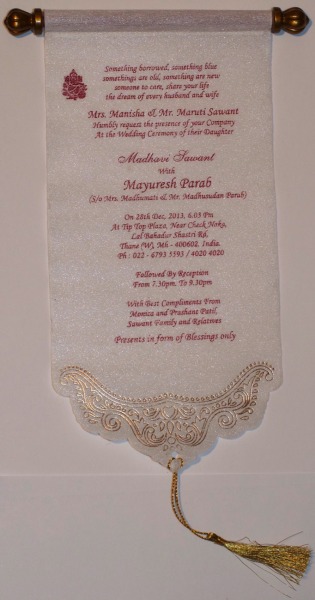 Something borrowed, something blue
somethings are old, something are new
someone to care, share your life
the dream of every husband and wife
Mrs. Manisha & Mr. Maruti Sawant
Humbly request the presence of your Company
At the Wedding Ceremony of their Daughter
Madhavi Sawant
With
Mayuresh Parab
(S/o Mrs. Madhumati & Mr. Madhusudan Parab)
On 28th Dec, 2013, 6.03 Pm
At Tip Top Plaza, Near Check Naka,
Lal Bahadur Shastri Rd,
Thane (W), Mh - 400602. India.
Ph : 022 - 6793 5593 / 4020 4020
Followed By Reception
From 7.30pm. To 9.30pm
With Best Compliments From
Monica and Prashant Patil,
Sawant Family and Relatives
Presents in form of Blessings only